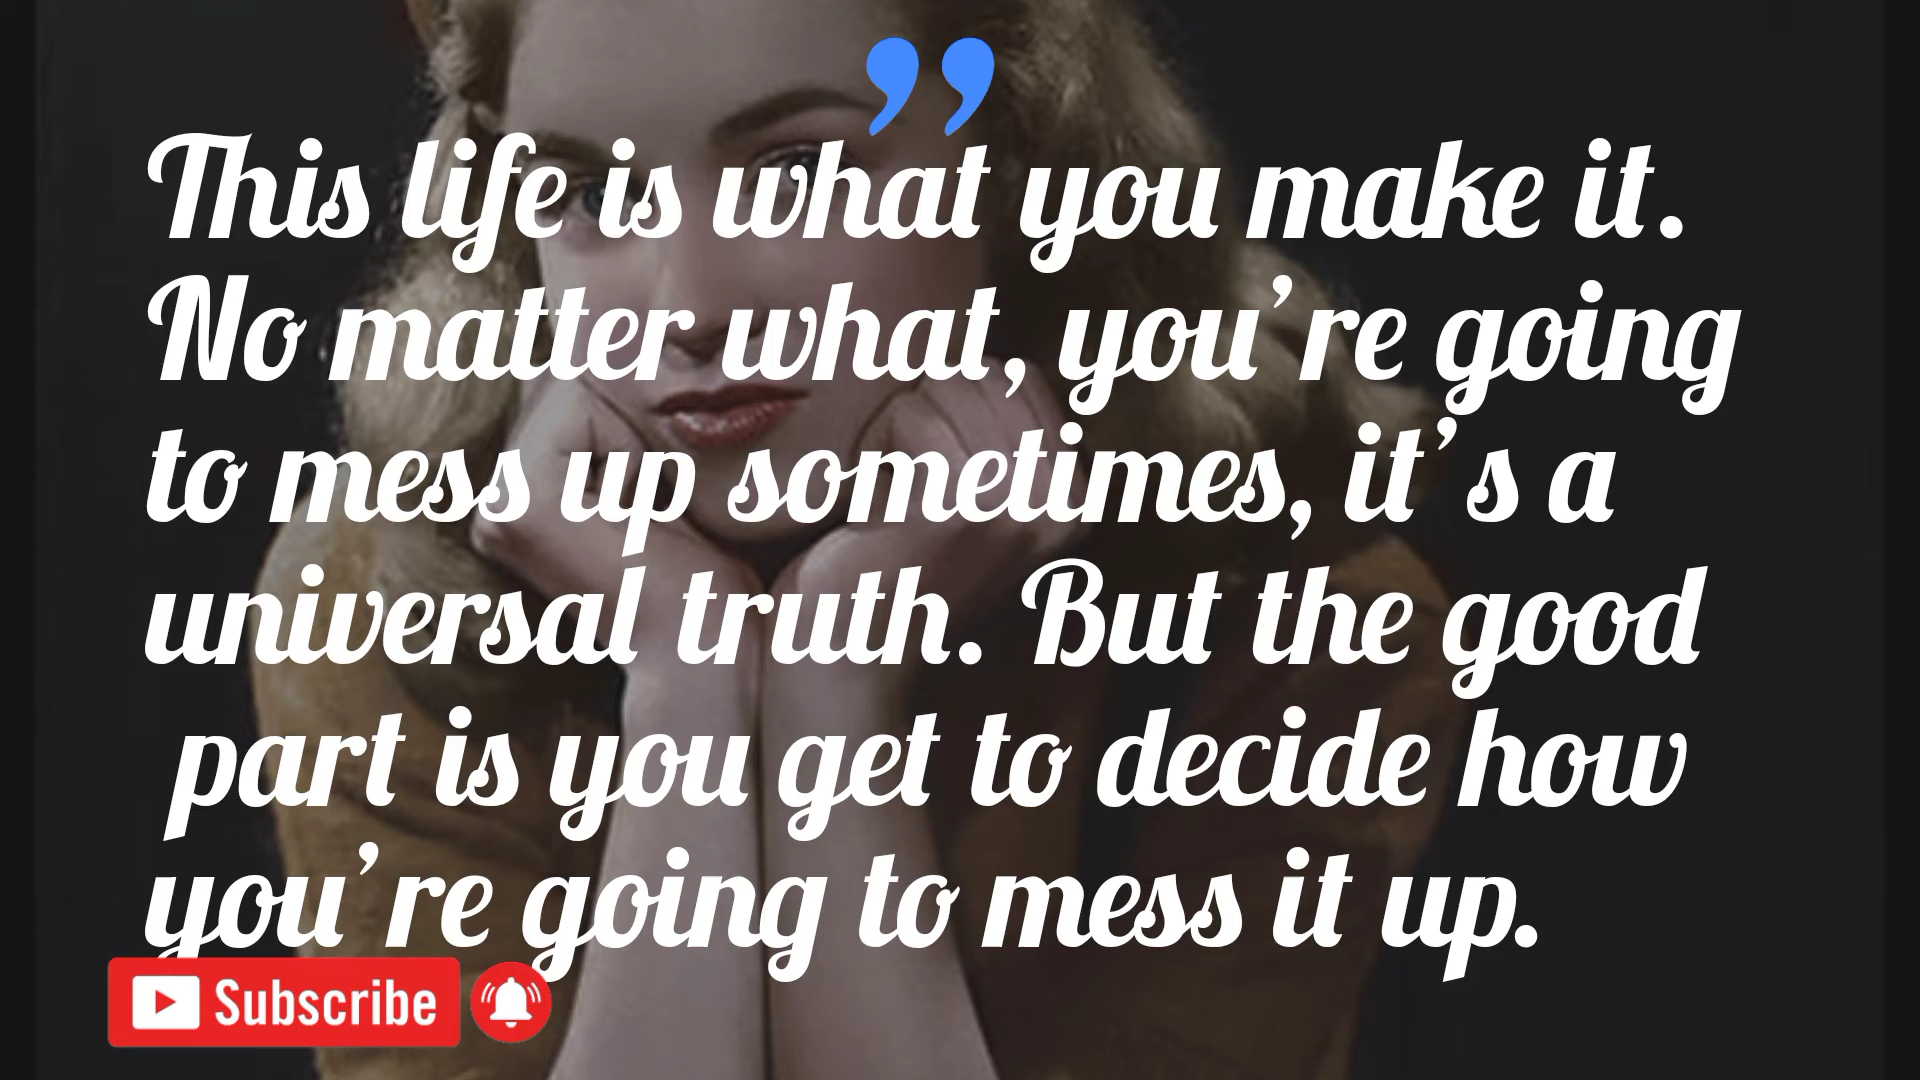 ”
This life is what you make it.
No matter what, you’re going
to mess up sometimes, it’s a
universal truth. But the good
part is you get to decide how
you’re going to mess it up.
Subscribe